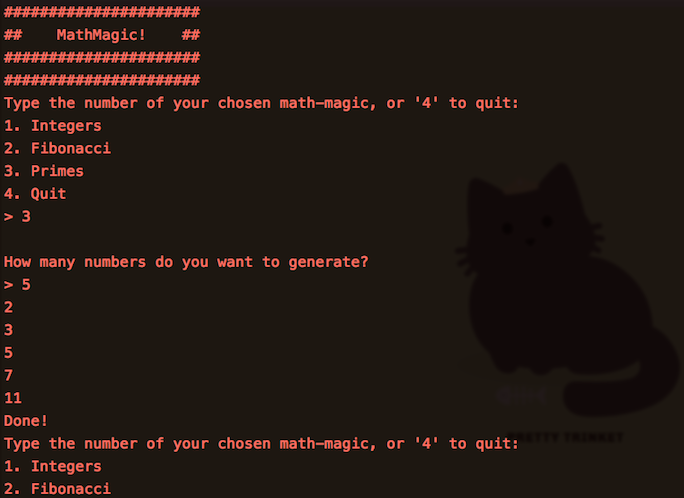 ######################
##    MathMagic!    ##
######################
######################
Type the number of your chosen math-magic, or '4' to quit:
1. Integers
2. Fibonacci
3. Primes
4. Quit
> 3
How many numbers do you want to generate?
> 5
2
3
5
7
11
Done!
Type the number of your chosen math-magic, or '4' to quit:
1. Integers
2. Fibonacci
TRINKET